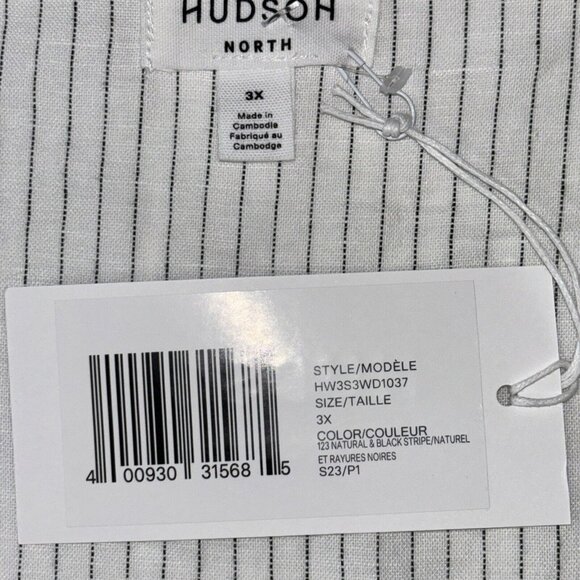 HUDSON
NORTH
3X
Made in
Cambodie
Fabriqué au
Cambodge
STYLE/MODÈLE
HW3S3WD1037
SIZE/TAILLE
3X
COLOR/COULEUR
123 NATURAL & BLACK STRIPE/NATUREL
ET RAYURES NOIRES
S23/P1
4 00930 31568 5